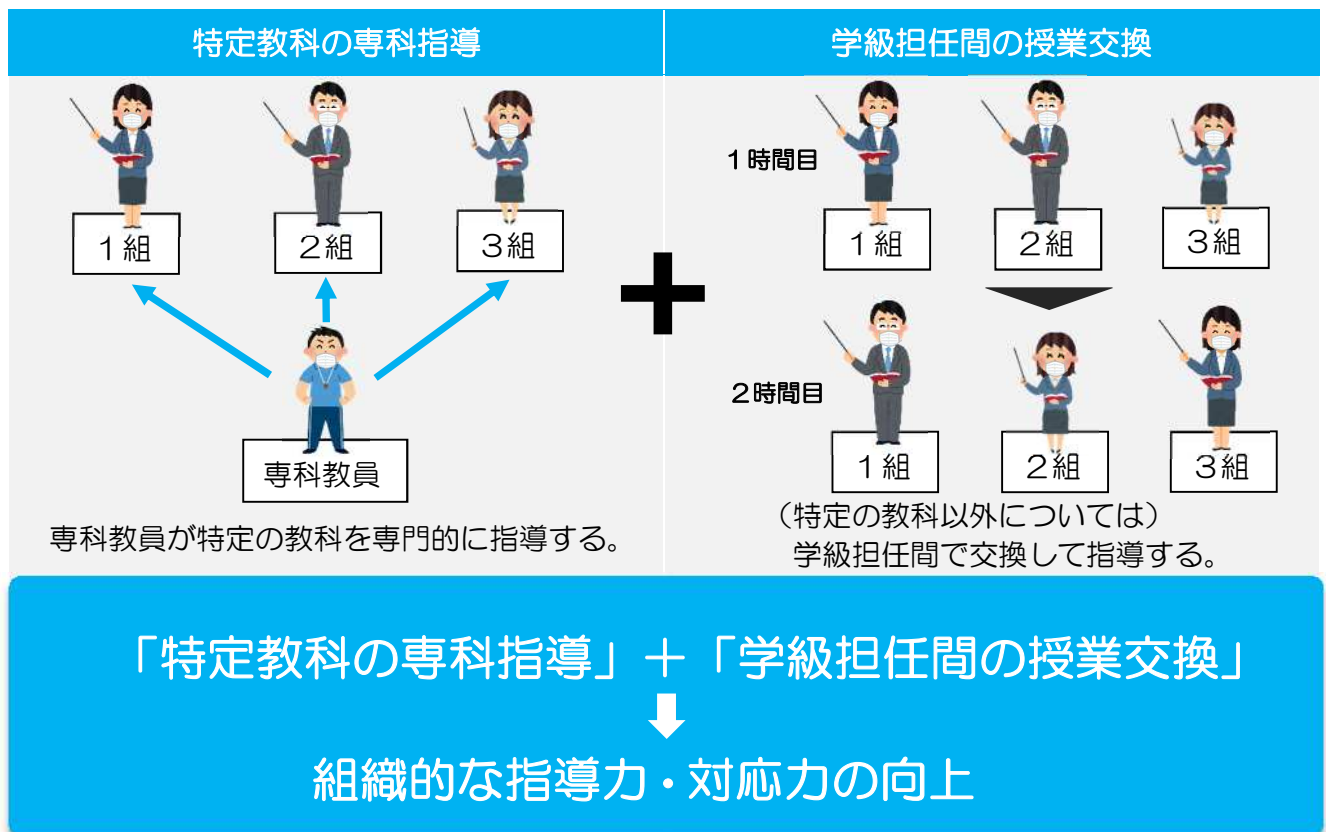 特定教科の専科指導
1組
2組
3組
専科教員
専科教員が特定の教科を専門的に指導する。
+
学級担任間の授業交換
1時間目
1組
2組
3組
2時間目
1組
2組
3組
（特定の教科以外については）
学級担任間で交換して指導する。
「特定教科の専科指導」＋「学級担任間の授業交換」
組織的な指導力・対応力の向上